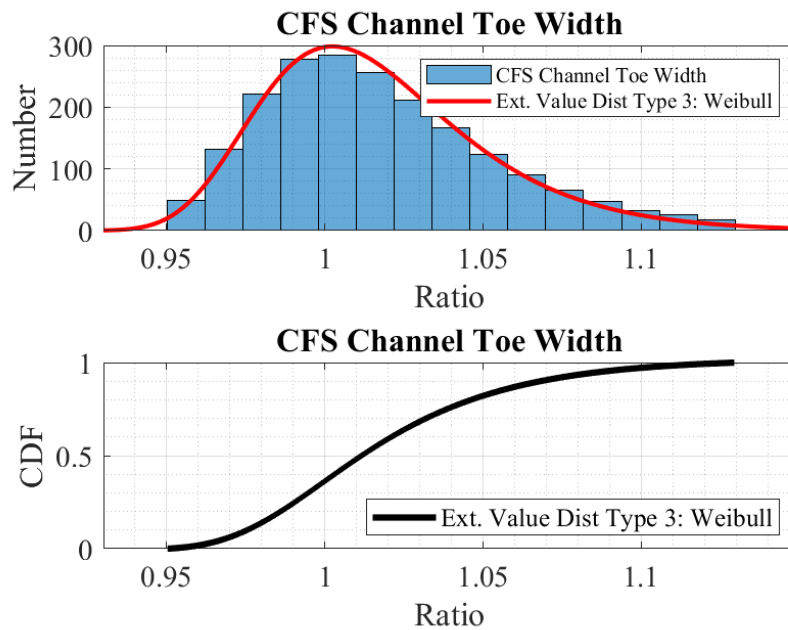 CFS Channel Toe Width
300
200
100
0
Number
CFS Channel Toe Width
Ext. Value Dist Type 3: Weibull
0.95
1
1.05
1.1
Ratio
CFS Channel Toe Width
1
0.5
0
CDF
Ext. Value Dist Type 3: Weibull
0.95
1
1.05
1.1
Ratio